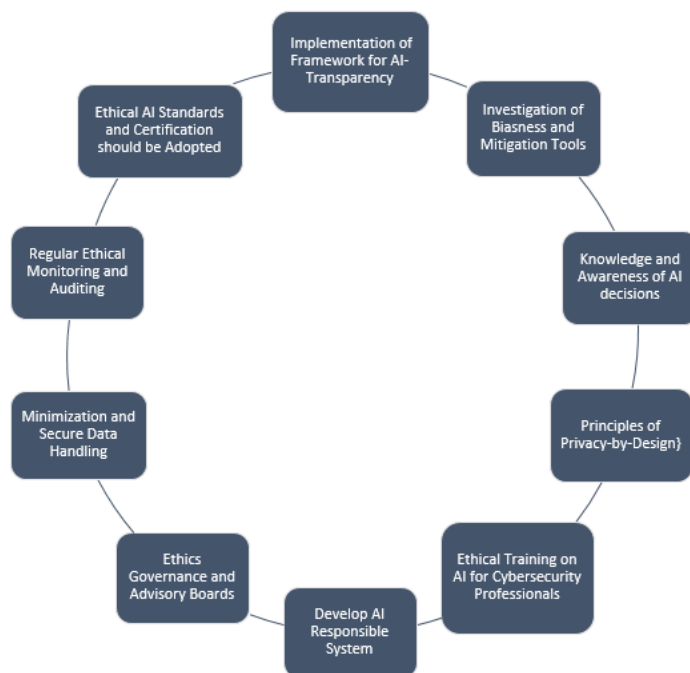 Implementation of
Framework for AI-
Transparency
Investigation of
Biasness and
Mitigation Tools
Knowledge and
Awareness of AI
decisions
Principles of
Privacy-by-Design}
Ethical Training on
AI for Cybersecurity
Professionals
Develop AI
Responsible
System
Ethics
Governance and
Advisory Boards
Minimization and
Secure Data
Handling
Regular Ethical
Monitoring and
Auditing
Ethical AI Standards
and Certification
should be Adopted